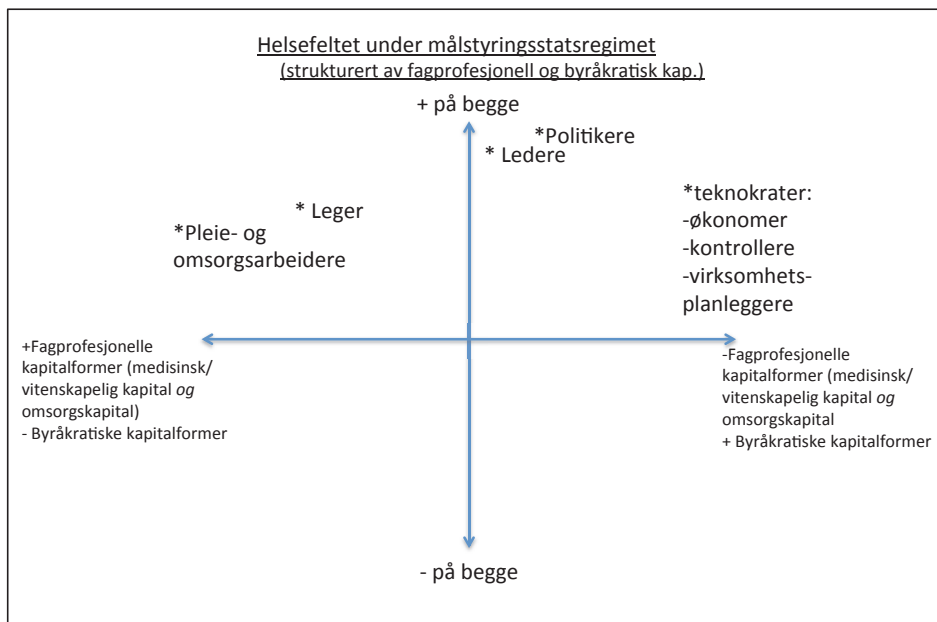 Helsefeltet under målstyringsstatsregimet
(strukturert av fagprofesjonell og byråkratisk kap.)
+ på begge
*Politikere
* Ledere
*teknokrater:
-økonomer
-kontrollere
-virksomhets-
planleggere
* Leger
*Pleie- og
omsorgsarbeidere
+Fagprofesjonelle
kapitalformer (medisinsk/
vitenskapelig kapital og
omsorgskapital)
- Byråkratiske kapitalformer
-Fagprofesjonelle
kapitalformer (medisinsk/
vitenskapelig kapital og
omsorgskapital
+ Byråkratiske kapitalformer
- på begge